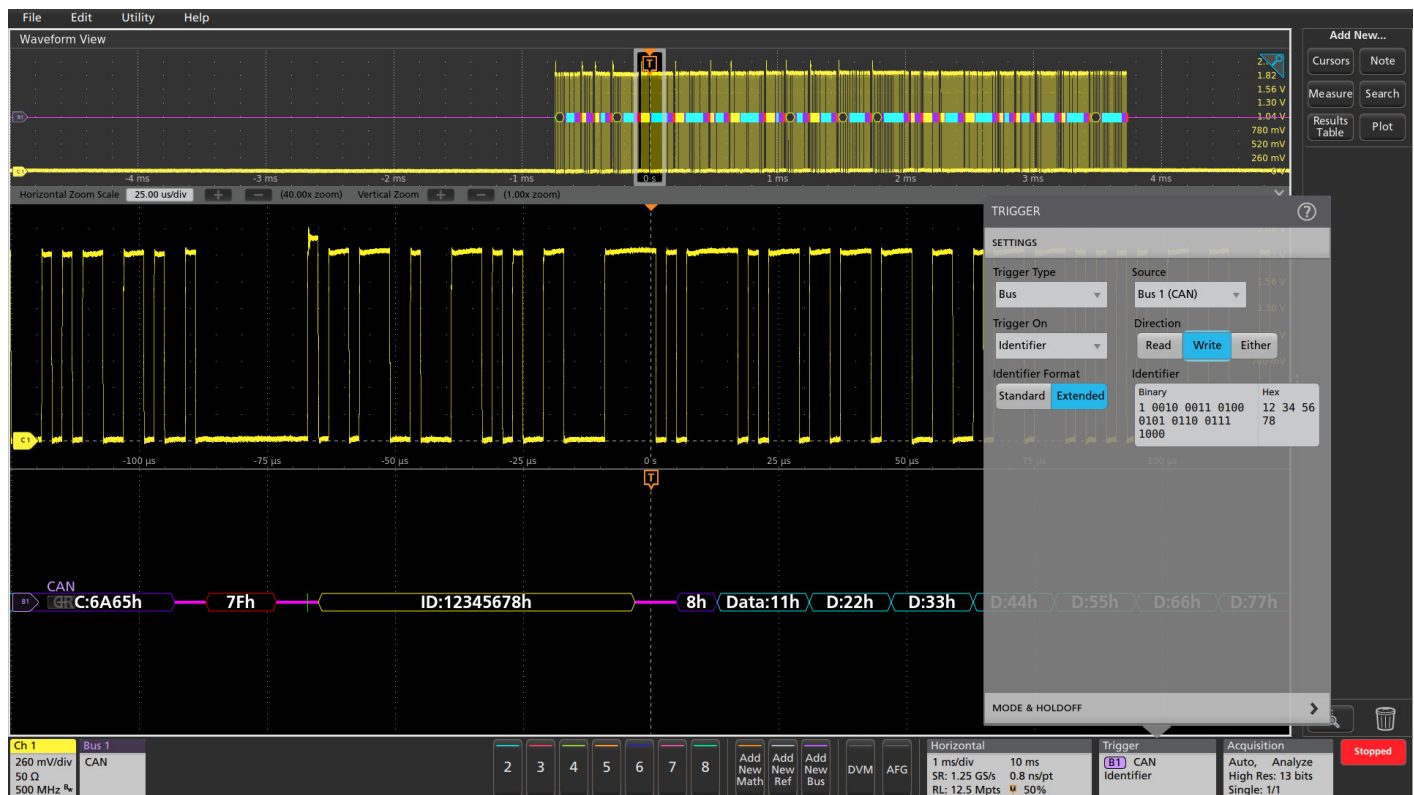 File Edit Utility Help
Waveform View
Add New...
Cursors Note
Measure Search
Results Table Plot
1.82
1.56 V
1.30 V
1.04 V
780 mV
520 mV
260 mV
B1
C1
T
-4 ms -3 ms -2 ms -1 ms 0 s 1 ms 2 ms 3 ms 4 ms
Horizontal Zoom Scale 25.00 us/div + − (40.00x zoom) Vertical Zoom + − (1.00x zoom)
TRIGGER ?
SETTINGS
Trigger Type Source
Bus Bus 1 (CAN)
Trigger On Direction
Identifier Read Write Either
Identifier Format Identifier
Standard Extended
Binary Hex
1 0010 0011 0100 12 34 56
0101 0110 0111 78
1000
MODE & HOLDOFF
C1
-100 µs -75 µs -50 µs -25 µs 0 s 25 µs 50 µs 75 µs 100 µs
T
CAN
B1 C:6A65h 7Fh ID:12345678h 8h Data:11h D:22h D:33h D:44h D:55h D:66h D:77h
Ch 1
260 mV/div
50 Ω
500 MHz Bw
Bus 1
CAN
2 3 4 5 6 7 8
Add New Math
Add New Ref
Add New Bus
DVM AFG
Horizontal
1 ms/div 10 ms
SR: 1.25 GS/s 0.8 ns/pt
RL: 12.5 Mpts 50%
Trigger
B1 CAN
Identifier
Acquisition
Auto, Analyze
High Res: 13 bits
Single: 1/1
Stopped